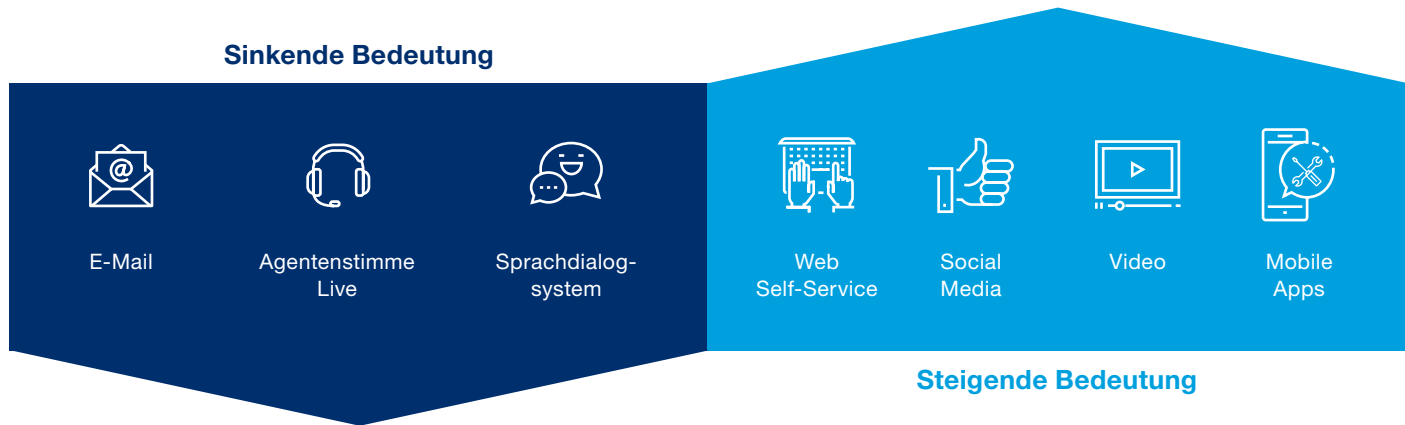 Sinkende Bedeutung
@
E-Mail
Agentenstimme
Live
Sprachdialog-
system
Web
Self-Service
Social
Media
Video
Mobile
Apps
Steigende Bedeutung